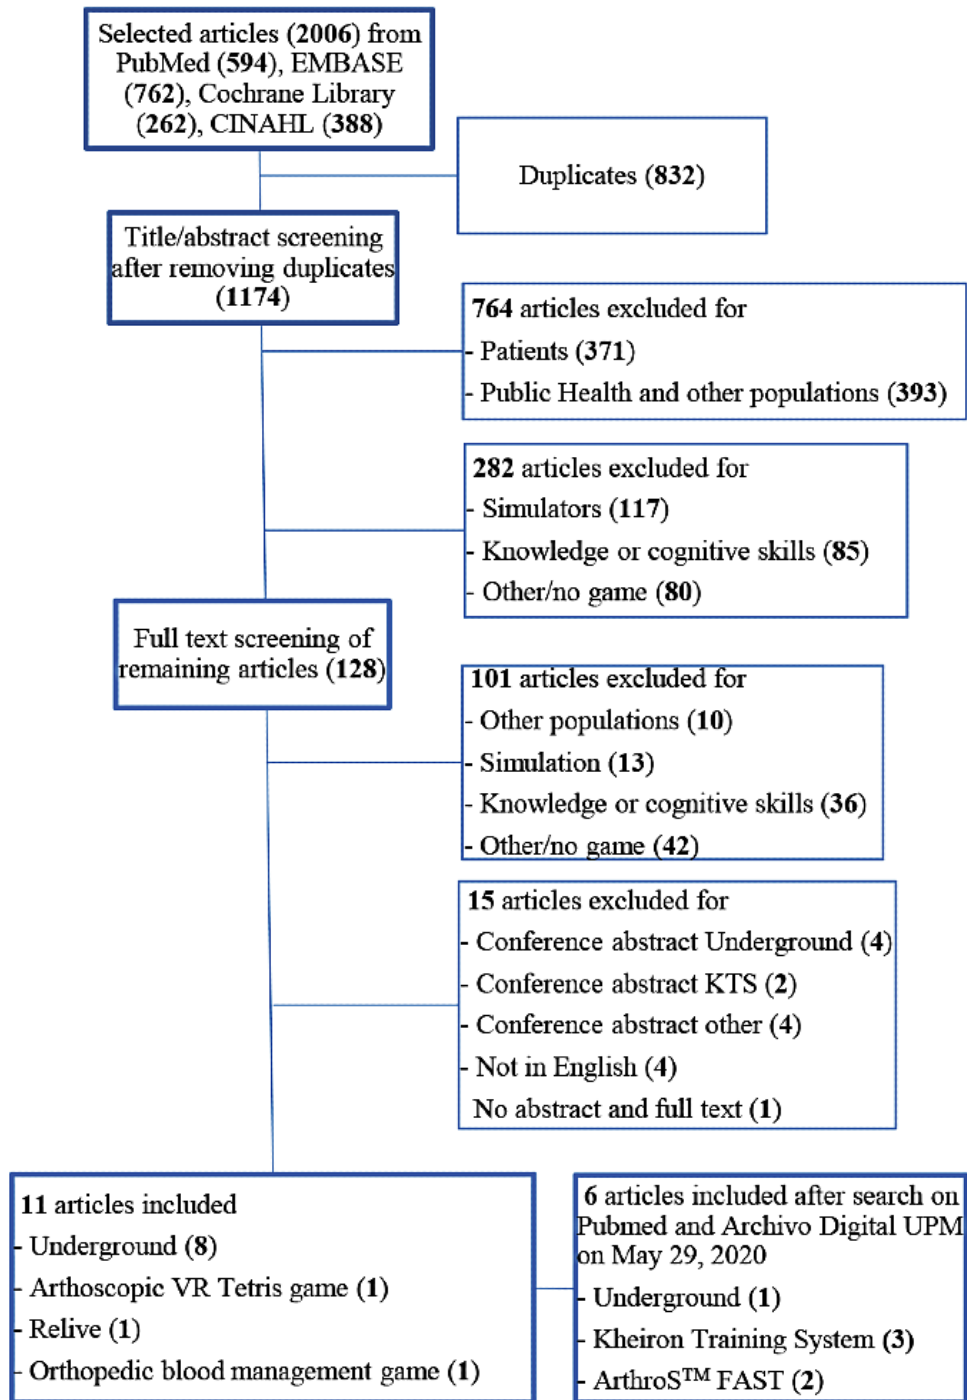 Selected articles (2006) from
PubMed (594), EMBASE
(762), Cochrane Library
(262), CINAHL (388)
Duplicates (832)
Title/abstract screening
after removing duplicates
(1174)
764 articles excluded for
- Patients (371)
- Public Health and other populations (393)
282 articles excluded for
- Simulators (117)
- Knowledge or cognitive skills (85)
- Other/no game (80)
Full text screening of
remaining articles (128)
101 articles excluded for
- Other populations (10)
- Simulation (13)
- Knowledge or cognitive skills (36)
- Other/no game (42)
15 articles excluded for
- Conference abstract Underground (4)
- Conference abstract KTS (2)
- Conference abstract other (4)
- Not in English (4)
No abstract and full text (1)
11 articles included
- Underground (8)
- Arthoscopic VR Tetris game (1)
- Relive (1)
- Orthopedic blood management game (1)
6 articles included after search on
Pubmed and Archivo Digital UPM
on May 29, 2020
- Underground (1)
- Kheiron Training System (3)
- ArthroS™ FAST (2)